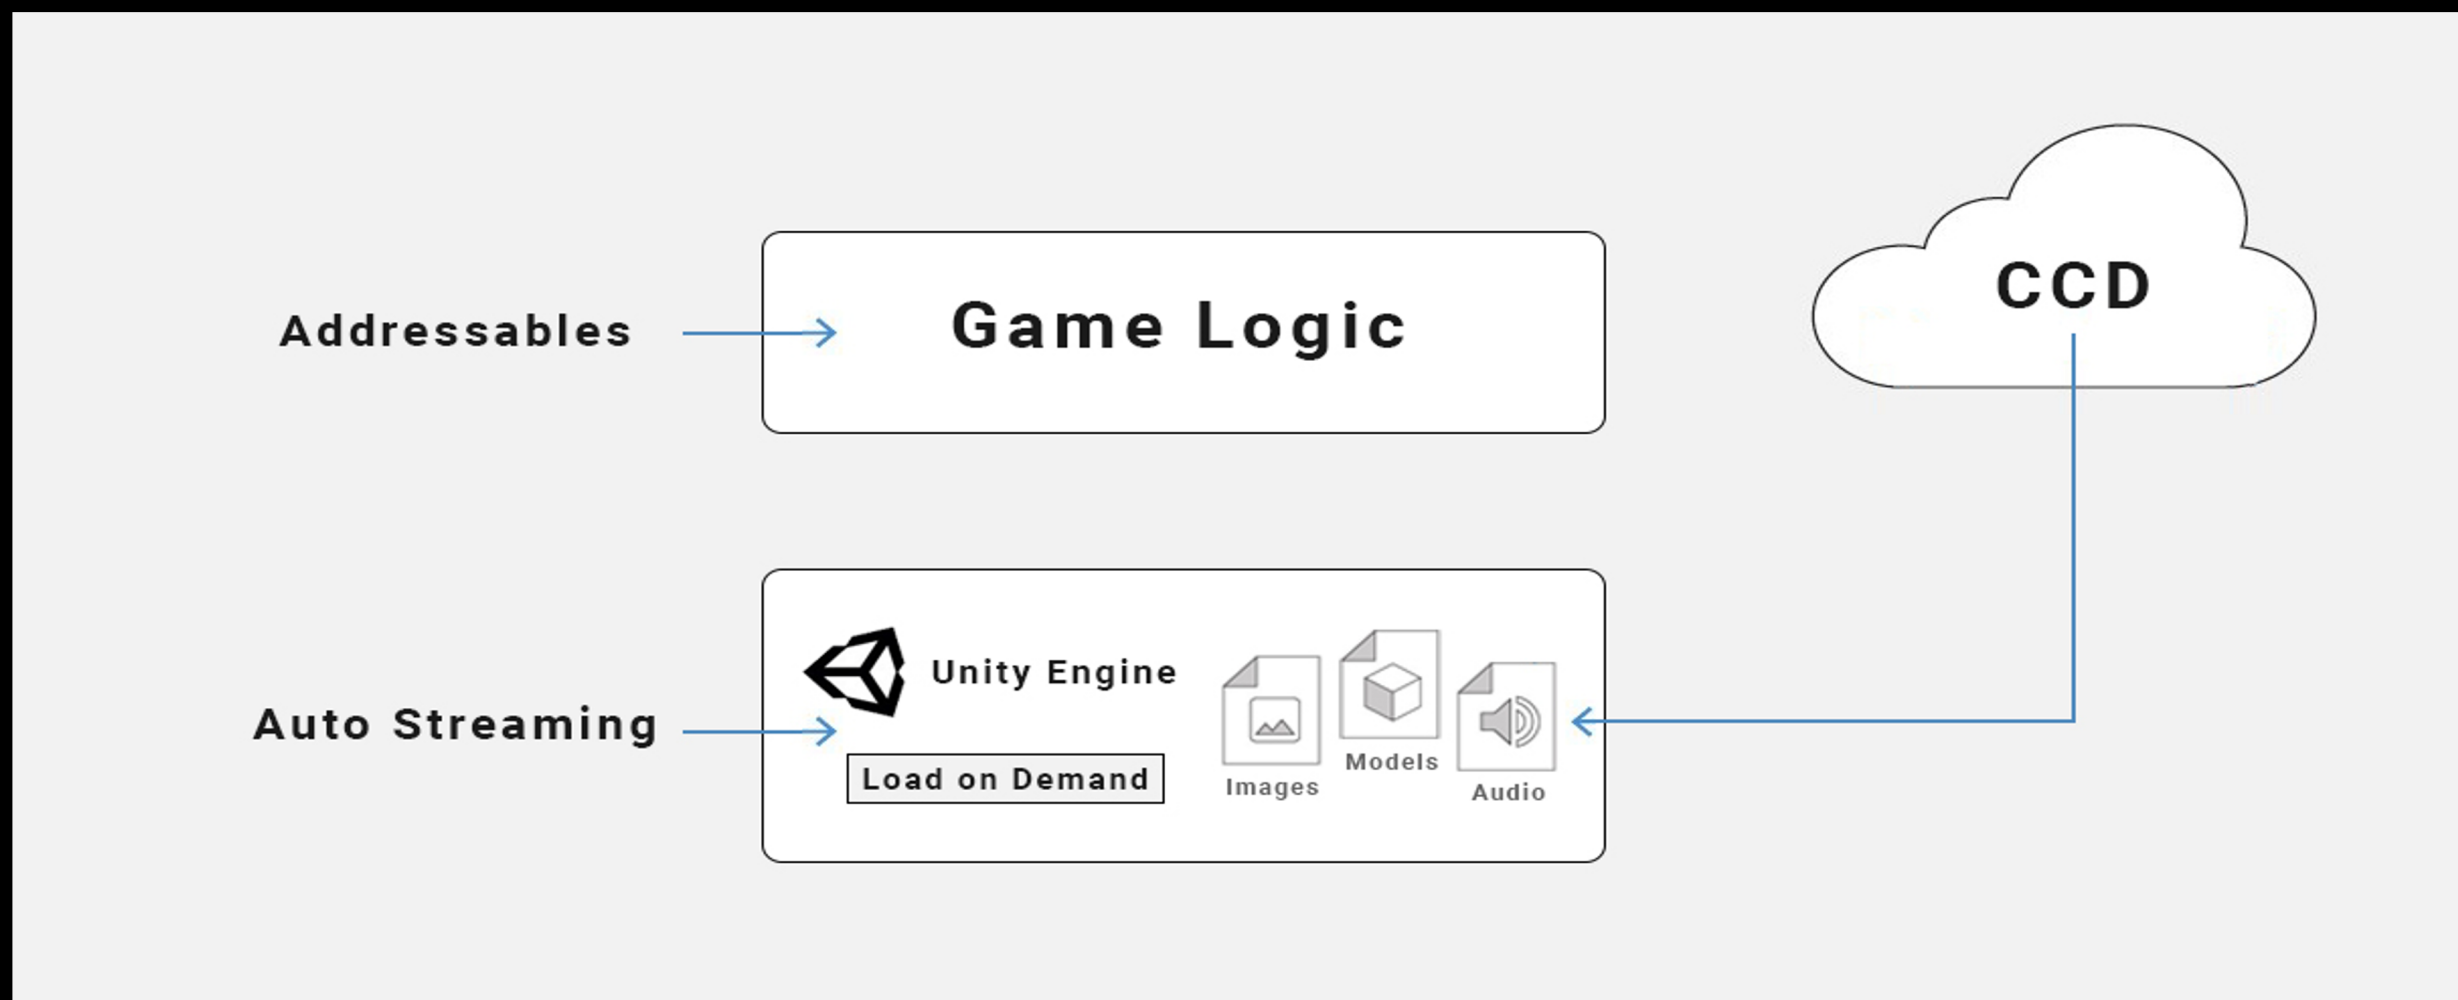 CCD
Addressables
Game Logic
Auto Streaming
Unity Engine
Load on Demand
Images
Models
Audio